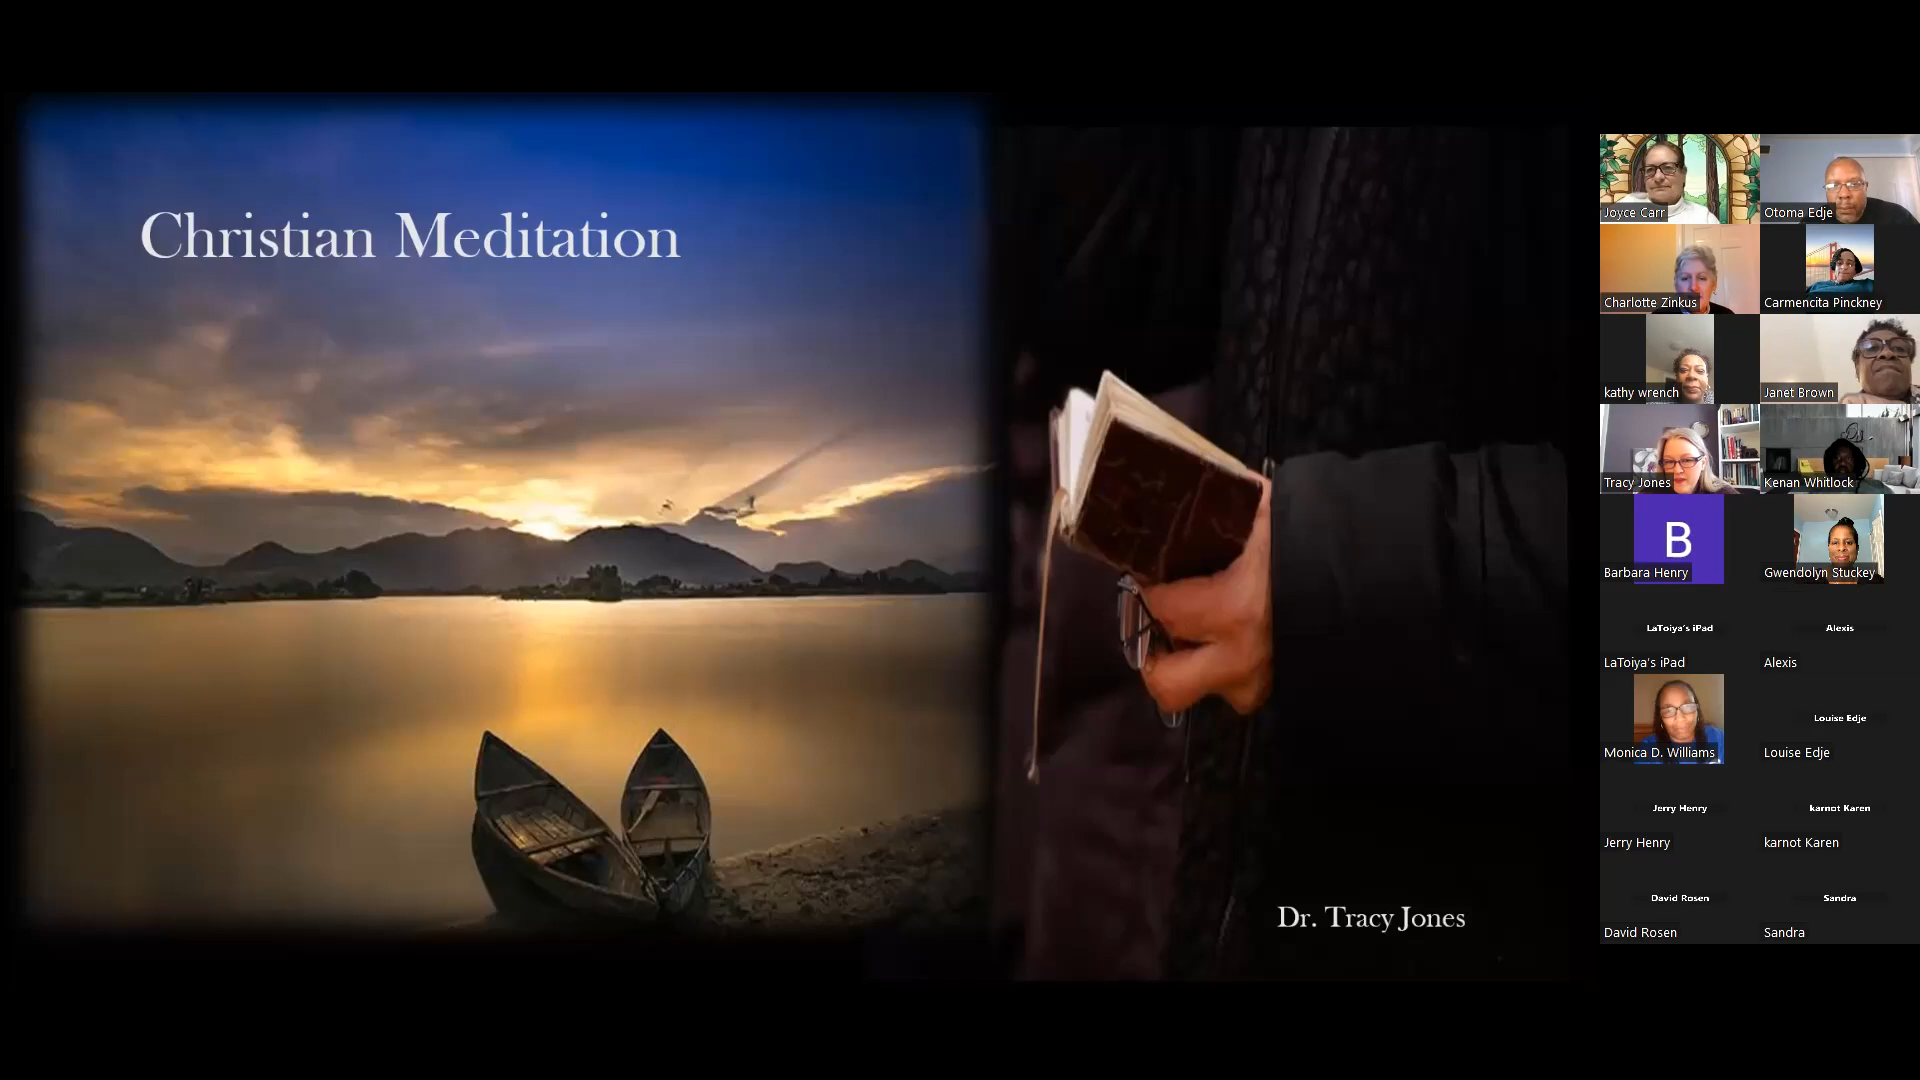 Christian Meditation
Dr. Tracy Jones
Joyce Carr
Otoma Edje
Charlotte Zinkus
Carmencita Pinckney
kathy wrench
Janet Brown
Tracy Jones
Kenan Whitlock
B
Barbara Henry
Gwendolyn Stuckey
LaToiya's iPad
Alexis
LaToiya's iPad
Alexis
Monica D. Williams
Louise Edje
Louise Edje
Jerry Henry
karnot Karen
Jerry Henry
karnot Karen
David Rosen
Sandra
David Rosen
Sandra